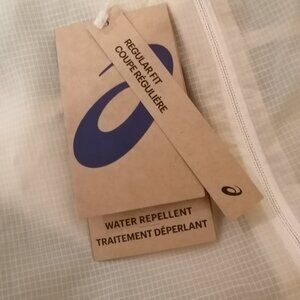 REGULAR FIT
COUPE RÉGULIÈRE
WATER REPELLENT
TRAITEMENT DÉPERLANT